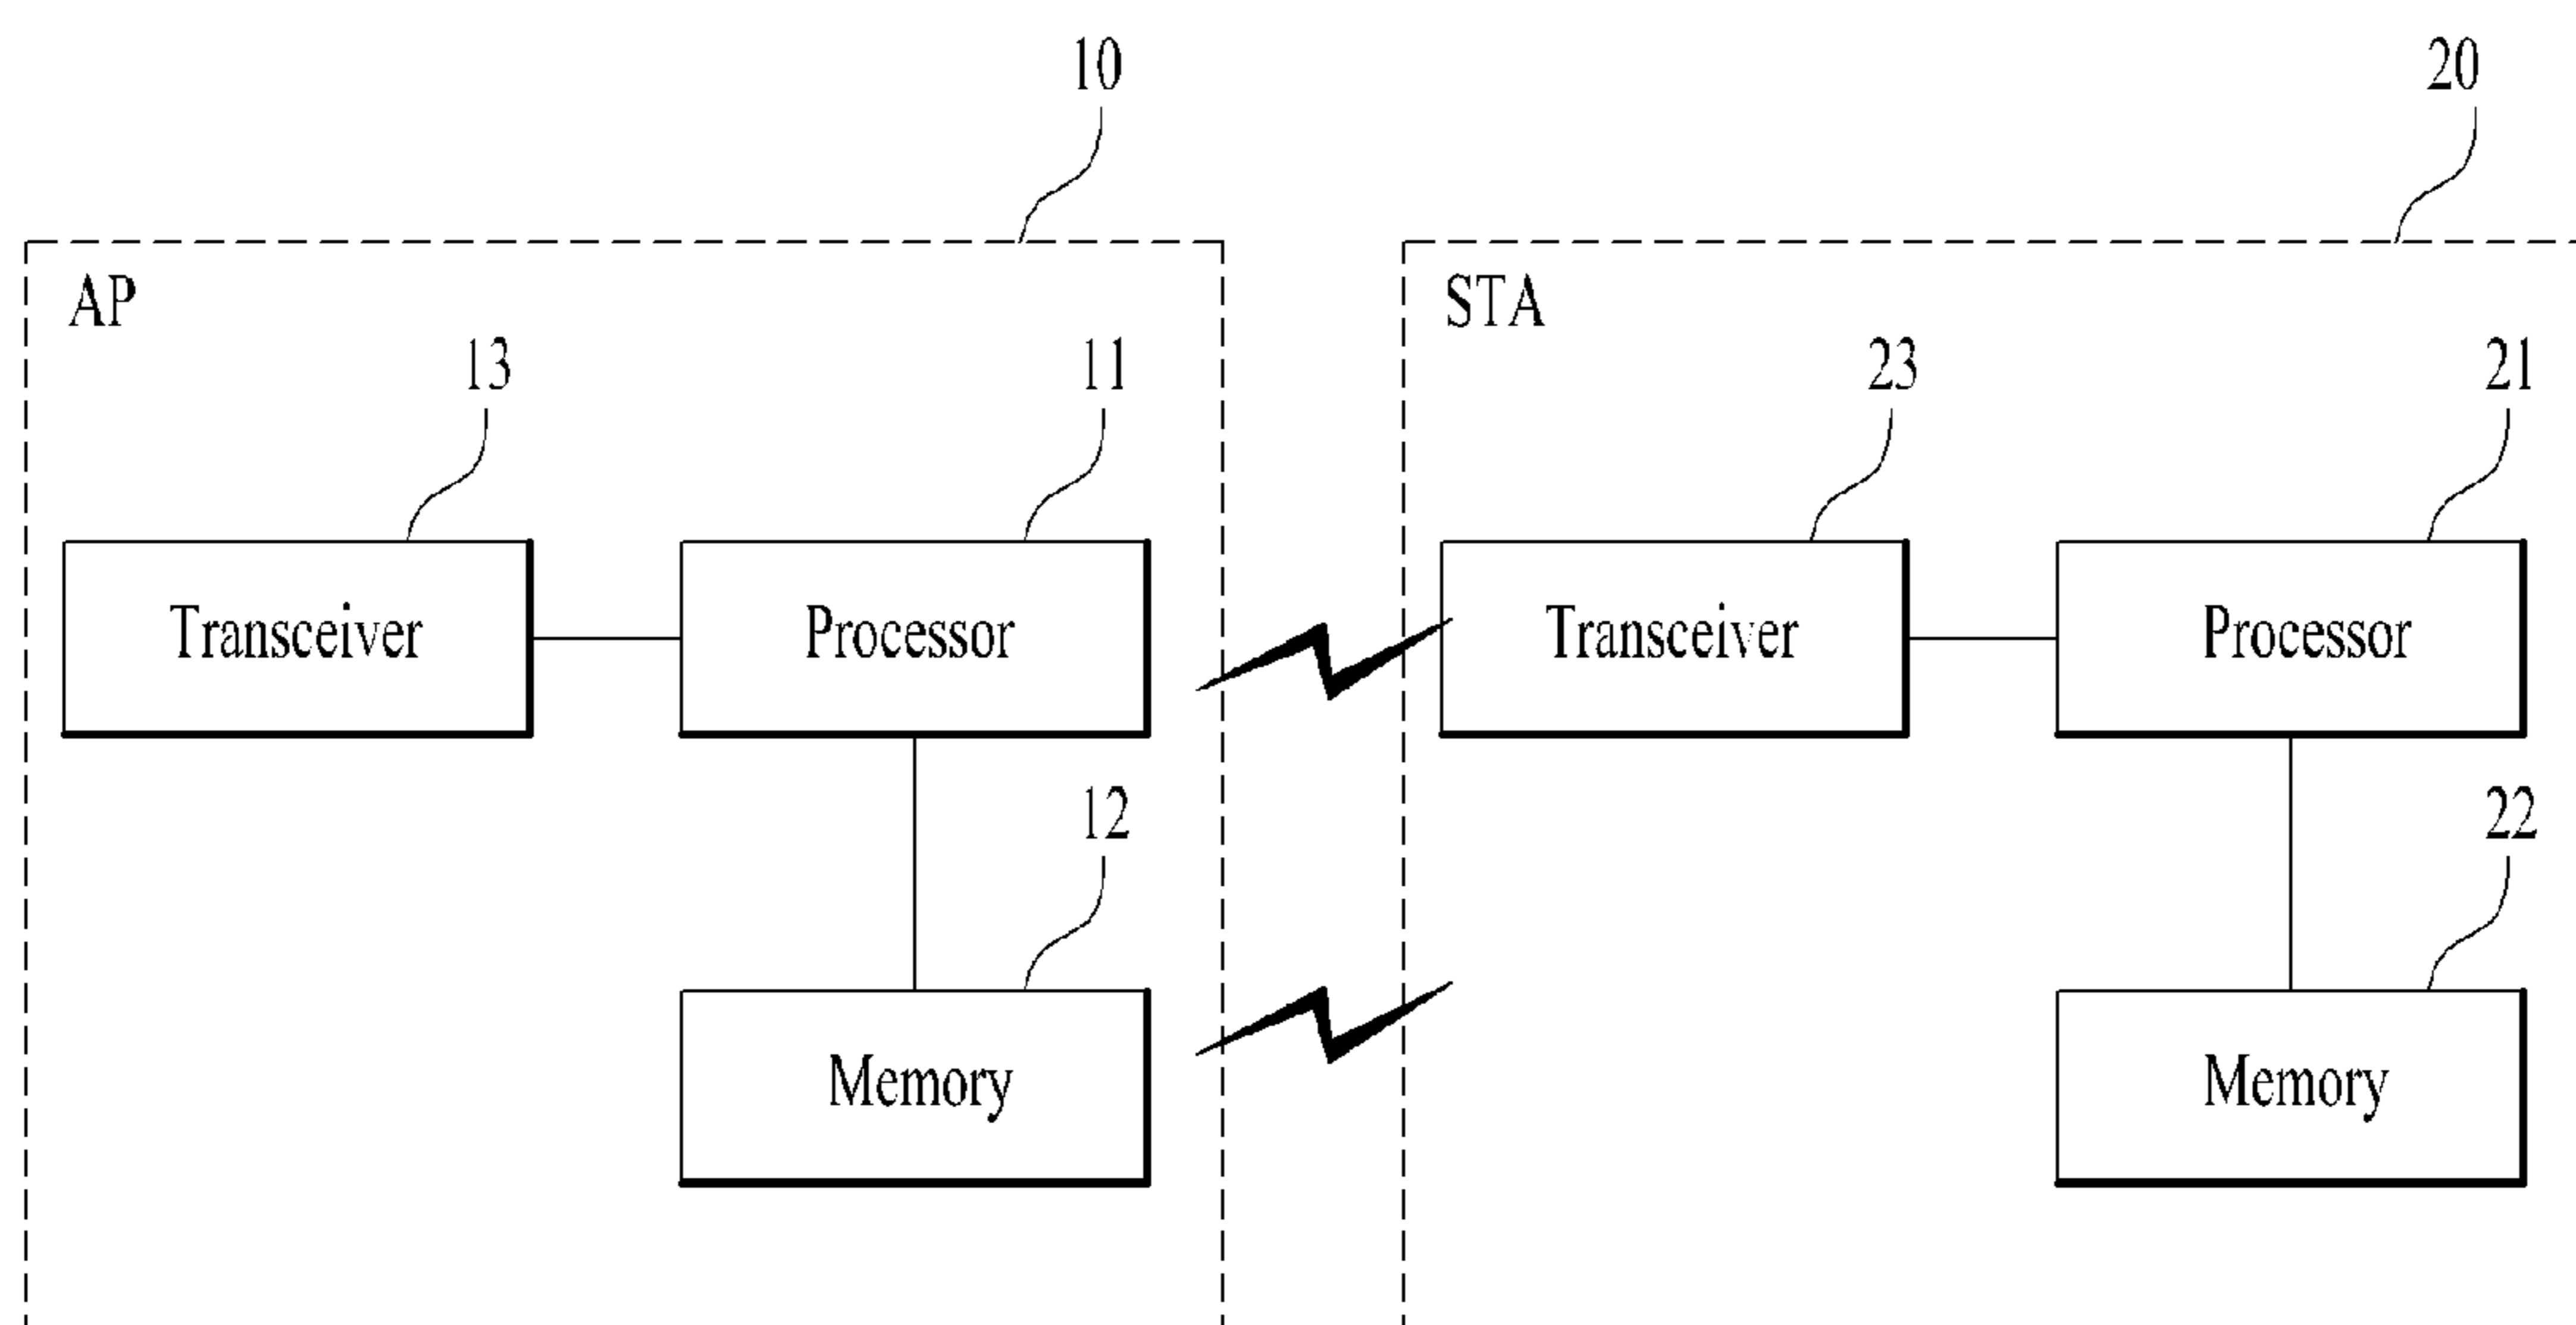 10
20
AP
STA
13
11
23
21
Transceiver
Processor
Transceiver
Processor
12
22
Memory
Memory